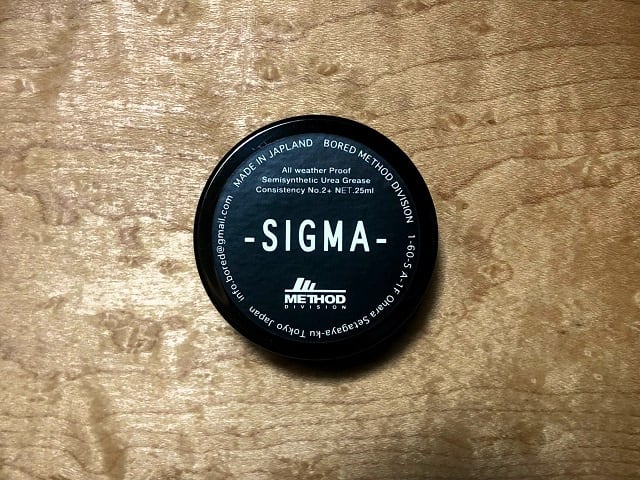 MADE IN JAPLAND BORED METHOD DIVISION 1-60-5 A-1F Ohara Setagaya-ku Tokyo Japan info.bored@gmail.com
All weather Proof
Semisynthetic Urea Grease
Consistency No.2+ NET.25ml
-SIGMA-
METHOD
DIVISION